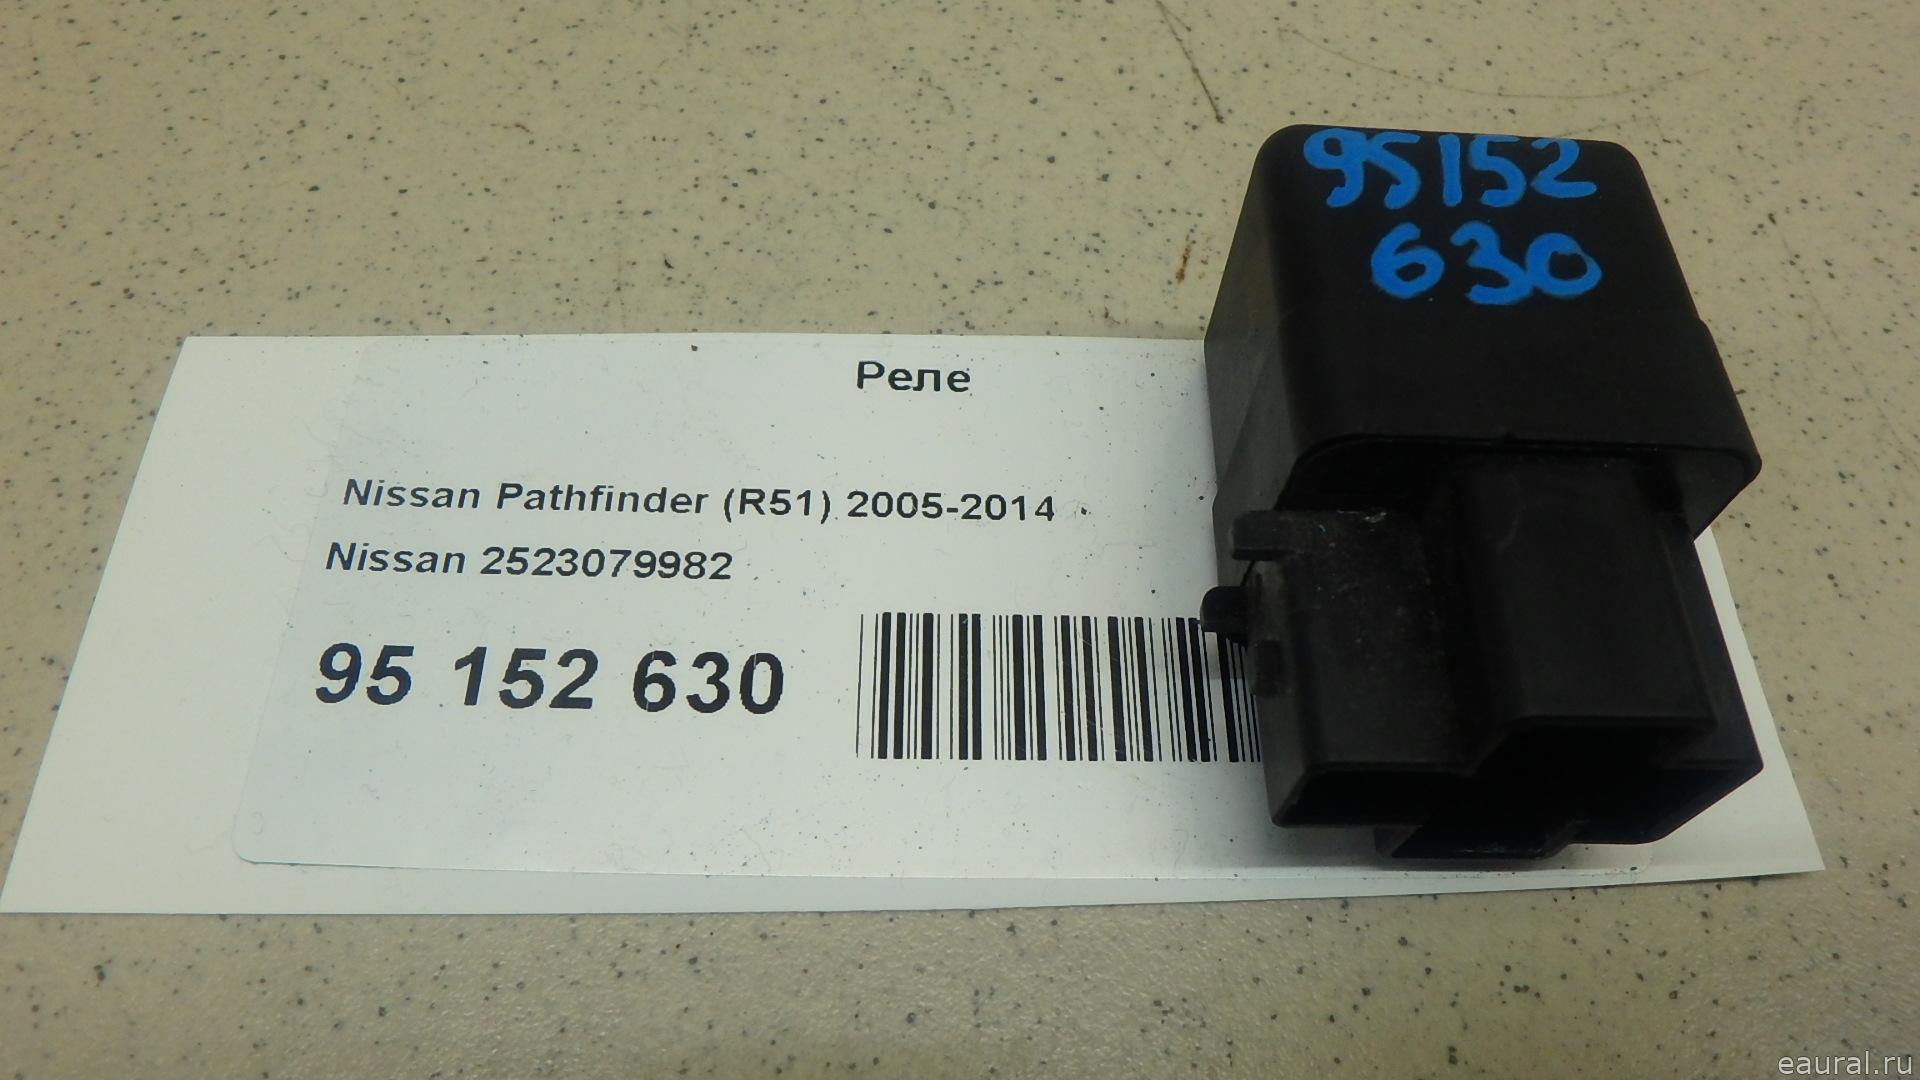 95152
630
Реле
Nissan Pathfinder (R51) 2005-2014
Nissan 2523079982
95 152 630
eaural.ru